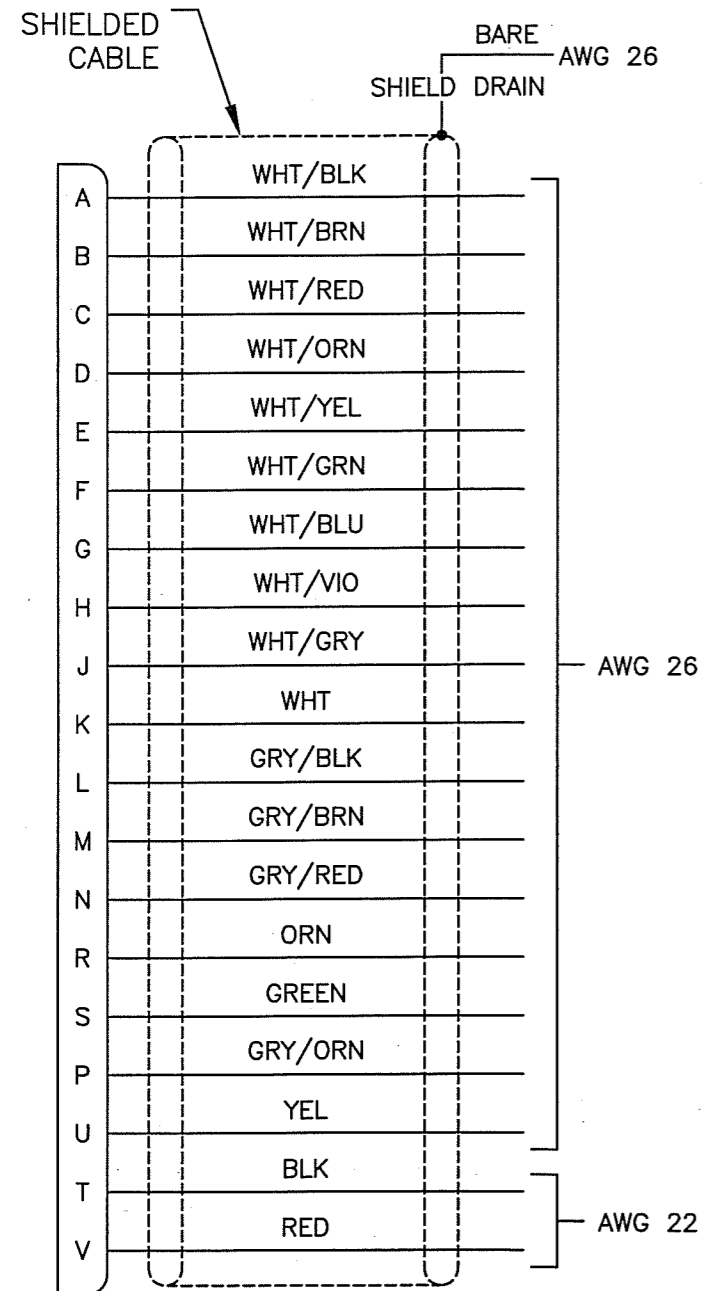 SHIELDED
CABLE
BARE
AWG 26
SHIELD DRAIN
WHT/BLK
A
WHT/BRN
B
WHT/RED
C
WHT/ORN
D
WHT/YEL
E
WHT/GRN
F
WHT/BLU
G
WHT/VIO
H
WHT/GRY
J
AWG 26
WHT
K
GRY/BLK
L
GRY/BRN
M
GRY/RED
N
ORN
R
GREEN
S
GRY/ORN
P
YEL
U
BLK
T
RED
AWG 22
V